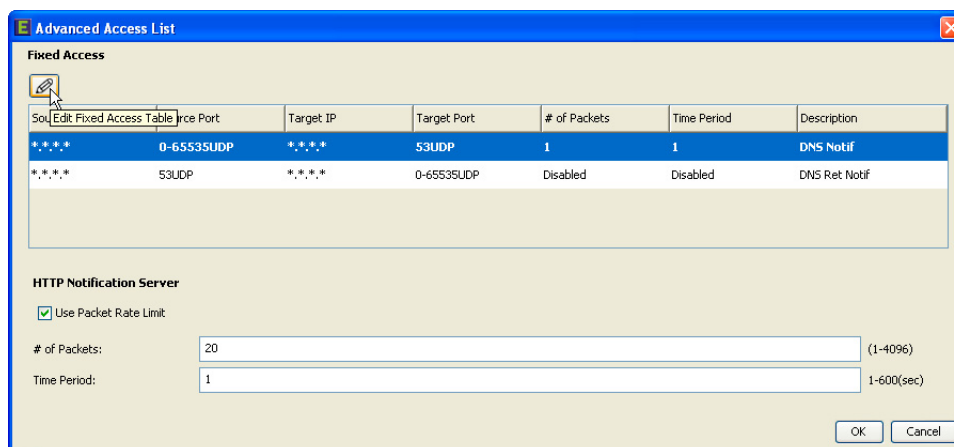 E Advanced Access List
Fixed Access
Edit Fixed Access Table
Sou rce Port Target IP Target Port # of Packets Time Period Description
*.*.*.* 0-65535UDP *.*.*.* 53UDP 1 1 DNS Notif
*.*.*.* 53UDP *.*.*.* 0-65535UDP Disabled Disabled DNS Ret Notif
HTTP Notification Server
Use Packet Rate Limit
# of Packets: 20 (1-4096)
Time Period: 1 1-600(sec)
OK Cancel